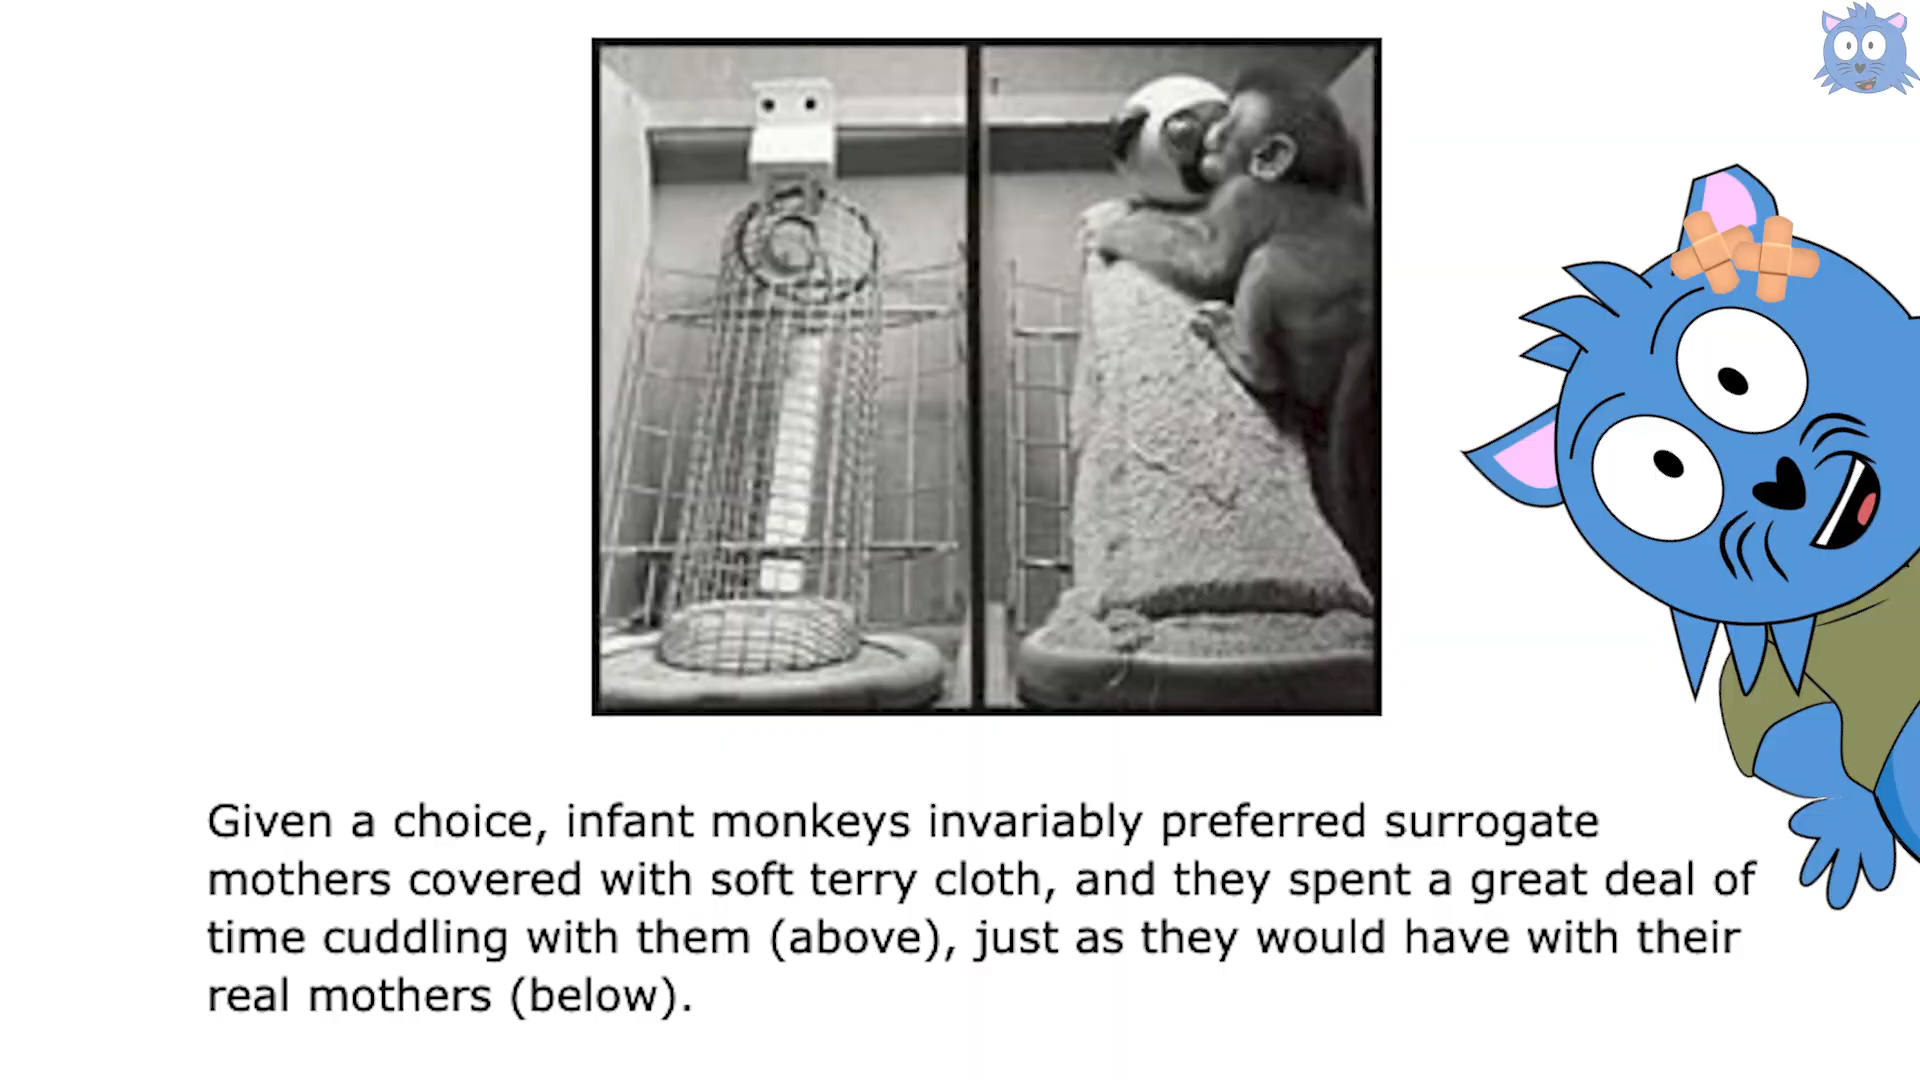 Given a choice, infant monkeys invariably preferred surrogate
mothers covered with soft terry cloth, and they spent a great deal of
time cuddling with them (above), just as they would have with their
real mothers (below).